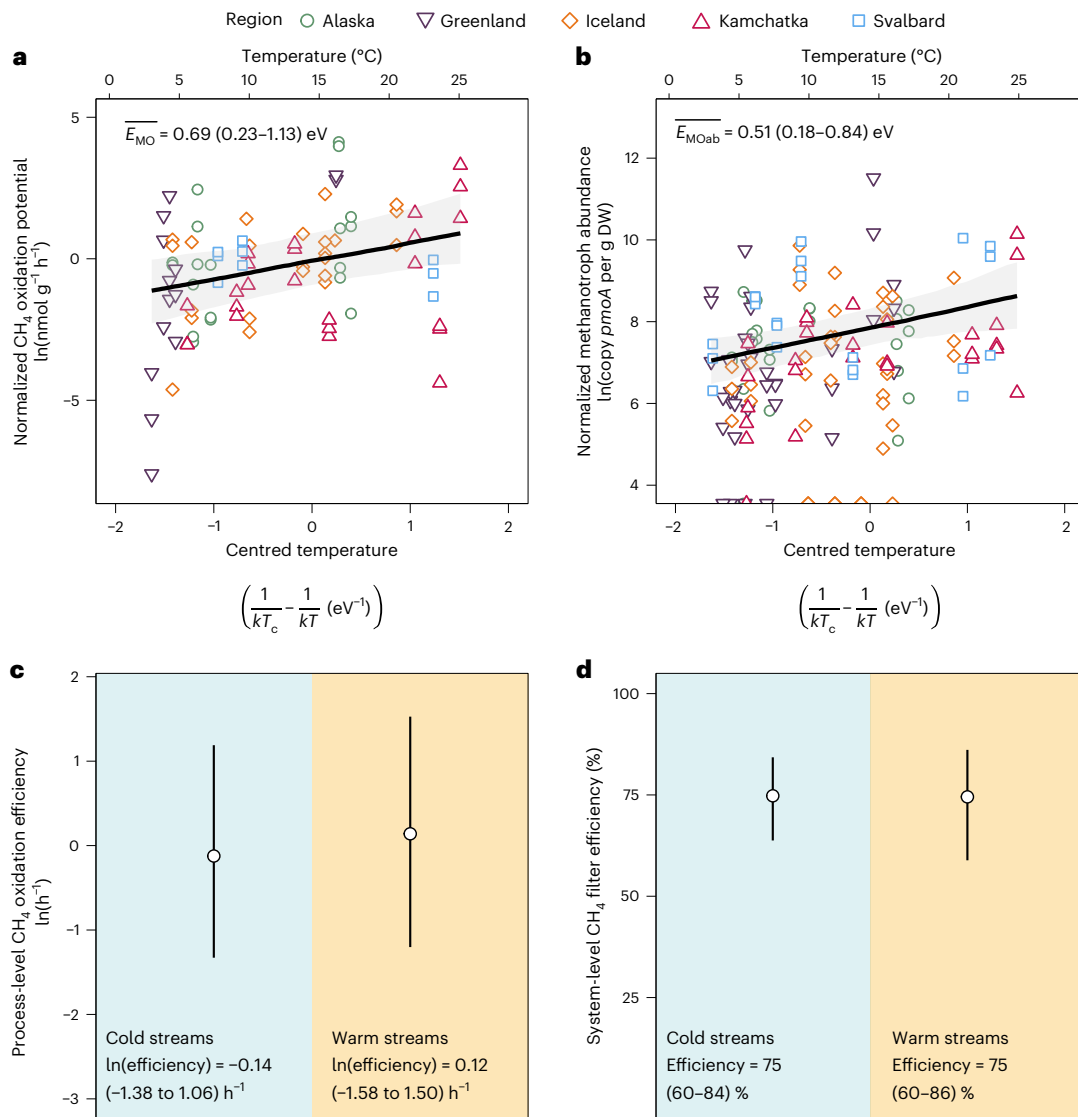 Region Alaska Greenland Iceland Kamchatka Svalbard
a
Temperature (°C)
0 5 10 15 20 25
E̅M̅O̅ = 0.69 (0.23–1.13) eV
Normalized CH₄ oxidation potential
ln(nmol g⁻¹ h⁻¹)
5
0
−5
−2 −1 0 1 2
Centred temperature
(1/kTc − 1/kT (eV⁻¹))
b
Temperature (°C)
0 5 10 15 20 25
E̅M̅O̅a̅b̅ = 0.51 (0.18–0.84) eV
Normalized methanotroph abundance
ln(copy pmoA per g DW)
12
10
8
6
4
−2 −1 0 1 2
Centred temperature
(1/kTc − 1/kT (eV⁻¹))
c
Process-level CH₄ oxidation efficiency
ln(h⁻¹)
2
1
0
−1
−2
−3
Cold streams
ln(efficiency) = −0.14
(−1.38 to 1.06) h⁻¹
Warm streams
ln(efficiency) = 0.12
(−1.58 to 1.50) h⁻¹
d
System-level CH₄ filter efficiency (%)
100
75
50
25
Cold streams
Efficiency = 75
(60–84) %
Warm streams
Efficiency = 75
(60–86) %